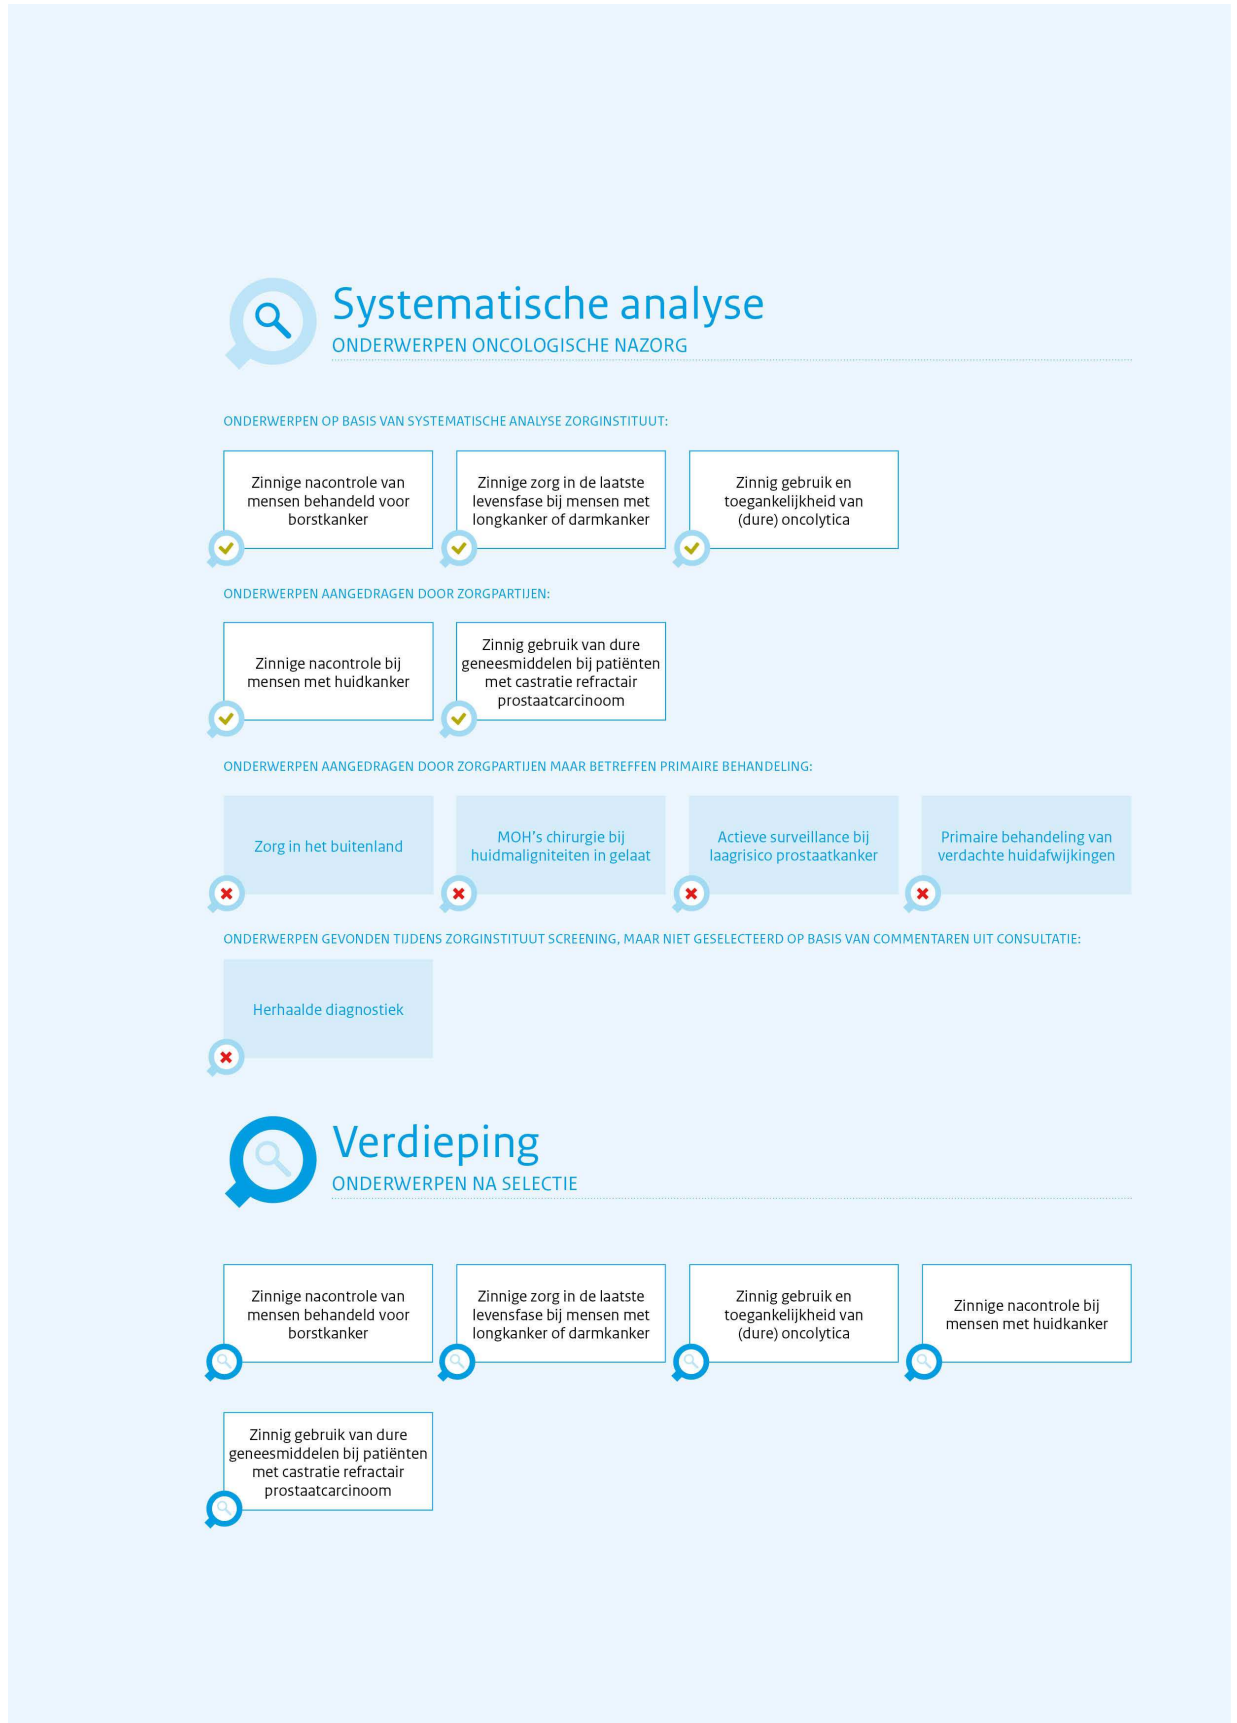 Systematische analyse
ONDERWERPEN ONCOLOGISCHE NAZORG
ONDERWERPEN OP BASIS VAN SYSTEMATISCHE ANALYSE ZORGINSTITUUT:
Zinnige nacontrole van
mensen behandeld voor
borstkanker
Zinnige zorg in de laatste
levensfase bij mensen met
longkanker of darmkanker
Zinnig gebruik en
toegankelijkheid van
(dure) oncolytica
ONDERWERPEN AANGEDRAGEN DOOR ZORGPARTIJEN:
Zinnige nacontrole bij
mensen met huidkanker
Zinnig gebruik van dure
geneesmiddelen bij patiënten
met castratie refractair
prostaatcarcinoom
ONDERWERPEN AANGEDRAGEN DOOR ZORGPARTIJEN MAAR BETREFFEN PRIMAIRE BEHANDELING:
Zorg in het buitenland
MOH's chirurgie bij
huidmaligniteiten in gelaat
Actieve surveillance bij
laagrisico prostaatkanker
Primaire behandeling van
verdachte huidafwijkingen
ONDERWERPEN GEVONDEN TIJDENS ZORGINSTITUUT SCREENING, MAAR NIET GESELECTEERD OP BASIS VAN COMMENTAREN UIT CONSULTATIE:
Herhaalde diagnostiek
Verdieping
ONDERWERPEN NA SELECTIE
Zinnige nacontrole van
mensen behandeld voor
borstkanker
Zinnige zorg in de laatste
levensfase bij mensen met
longkanker of darmkanker
Zinnig gebruik en
toegankelijkheid van
(dure) oncolytica
Zinnige nacontrole bij
mensen met huidkanker
Zinnig gebruik van dure
geneesmiddelen bij patiënten
met castratie refractair
prostaatcarcinoom